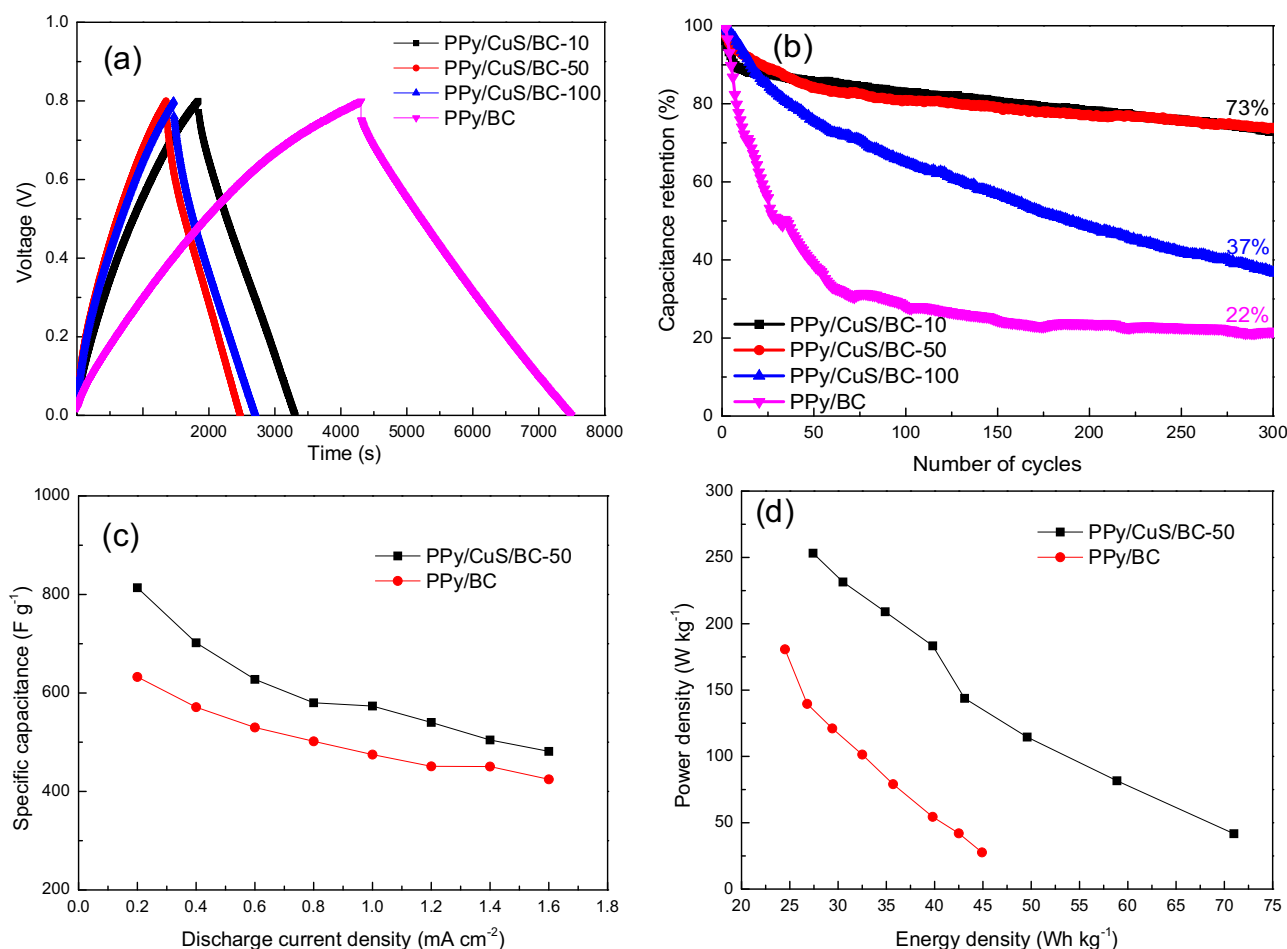 (a)
PPy/CuS/BC-10
PPy/CuS/BC-50
PPy/CuS/BC-100
PPy/BC
Voltage (V)
1.0
0.8
0.6
0.4
0.2
0.0
2000 3000 4000 5000 6000 7000 8000
Time (s)
(b)
73%
37%
22%
PPy/CuS/BC-10
PPy/CuS/BC-50
PPy/CuS/BC-100
PPy/BC
Capacitance retention (%)
100
80
60
40
20
0
0 50 100 150 200 250 300
Number of cycles
(c)
PPy/CuS/BC-50
PPy/BC
Specific capacitance (F g⁻¹)
1000
800
600
400
200
0.0 0.2 0.4 0.6 0.8 1.0 1.2 1.4 1.6 1.8
Discharge current density (mA cm⁻²)
(d)
PPy/CuS/BC-50
PPy/BC
Power density (W kg⁻¹)
300
250
200
150
100
50
0
20 25 30 35 40 45 50 55 60 65 70 75
Energy density (Wh kg⁻¹)